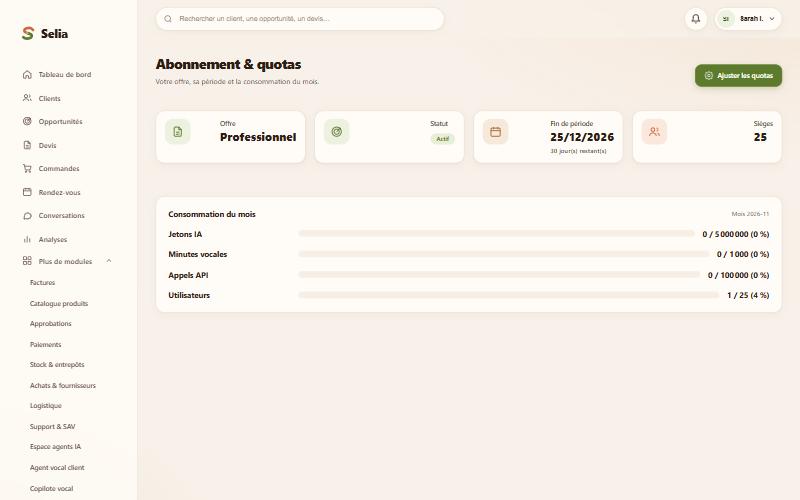 Selia
Rechercher un client, une opportunité, un devis...
SI
Sarah I.
Tableau de bord
Clients
Opportunités
Devis
Commandes
Rendez-vous
Conversations
Analyses
Plus de modules
Factures
Catalogue produits
Approbations
Paiements
Stock & entrepôts
Achats & fournisseurs
Logistique
Support & SAV
Espace agents IA
Agent vocal client
Copilote vocal
Abonnement & quotas
Votre offre, sa période et la consommation du mois.
Ajuster les quotas
Offre
Professionnel
Statut
Actif
Fin de période
25/12/2026
30 jour(s) restant(s)
Sièges
25
Consommation du mois
Mois 2026-11
Jetons IA
0 / 5 000 000 (0 %)
Minutes vocales
0 / 1 000 (0 %)
Appels API
0 / 100 000 (0 %)
Utilisateurs
1 / 25 (4 %)